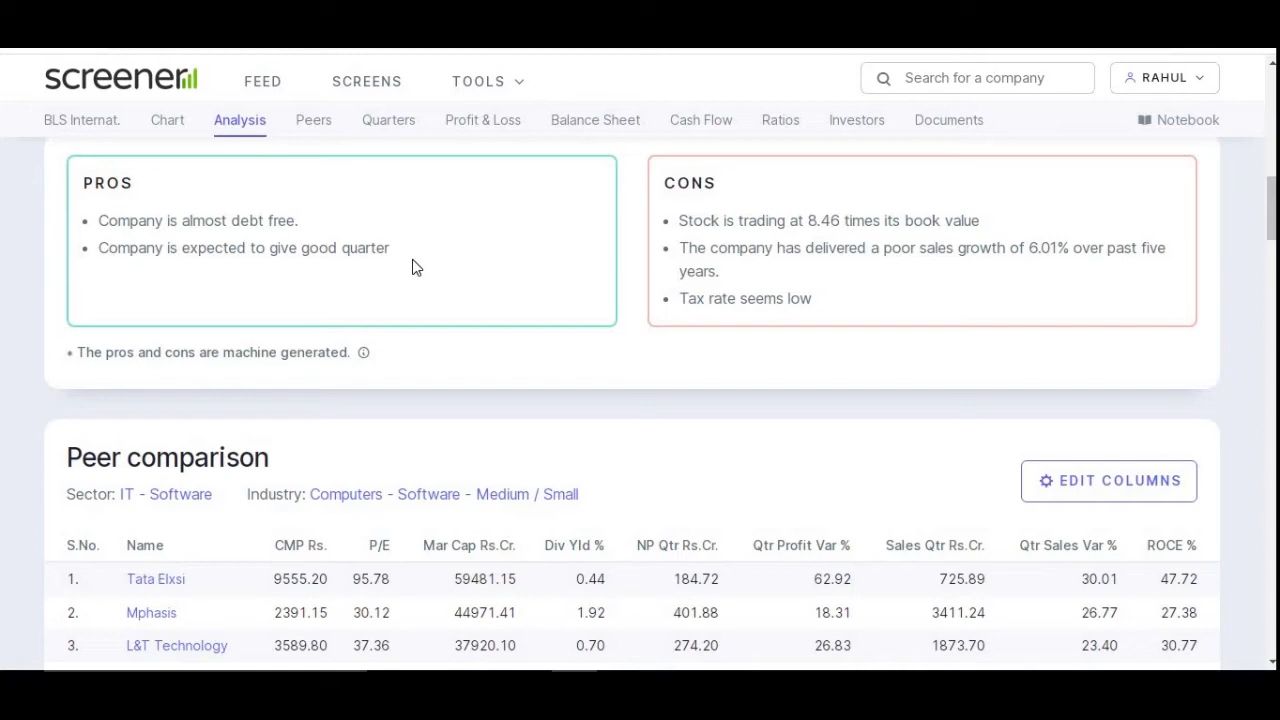 screener FEED SCREENS TOOLS Search for a company RAHUL
BLS Internat. Chart Analysis Peers Quarters Profit & Loss Balance Sheet Cash Flow Ratios Investors Documents Notebook
PROS
• Company is almost debt free.
• Company is expected to give good quarter
CONS
• Stock is trading at 8.46 times its book value
• The company has delivered a poor sales growth of 6.01% over past five
years.
• Tax rate seems low
* The pros and cons are machine generated.
Peer comparison
Sector: IT - Software Industry: Computers - Software - Medium / Small
EDIT COLUMNS
S.No. Name CMP Rs. P/E Mar Cap Rs.Cr. Div Yld % NP Qtr Rs.Cr. Qtr Profit Var % Sales Qtr Rs.Cr. Qtr Sales Var % ROCE %
1. Tata Elxsi 9555.20 95.78 59481.15 0.44 184.72 62.92 725.89 30.01 47.72
2. Mphasis 2391.15 30.12 44971.41 1.92 401.88 18.31 3411.24 26.77 27.38
3. L&T Technology 3589.80 37.36 37920.10 0.70 274.20 26.83 1873.70 23.40 30.77